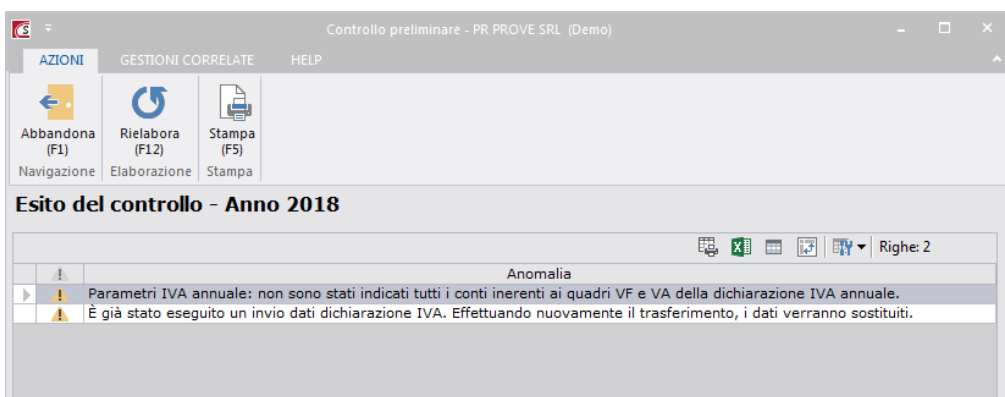 Controllo preliminare - PR PROVE SRL (Demo)
AZIONI GESTIONI CORRELATE HELP
Abbandona (F1) Rielabora (F12) Stampa (F5)
Navigazione Elaborazione Stampa
Esito del controllo - Anno 2018
Righe: 2
Anomalia
Parametri IVA annuale: non sono stati indicati tutti i conti inerenti ai quadri VF e VA della dichiarazione IVA annuale.
È già stato eseguito un invio dati dichiarazione IVA. Effettuando nuovamente il trasferimento, i dati verranno sostituiti.